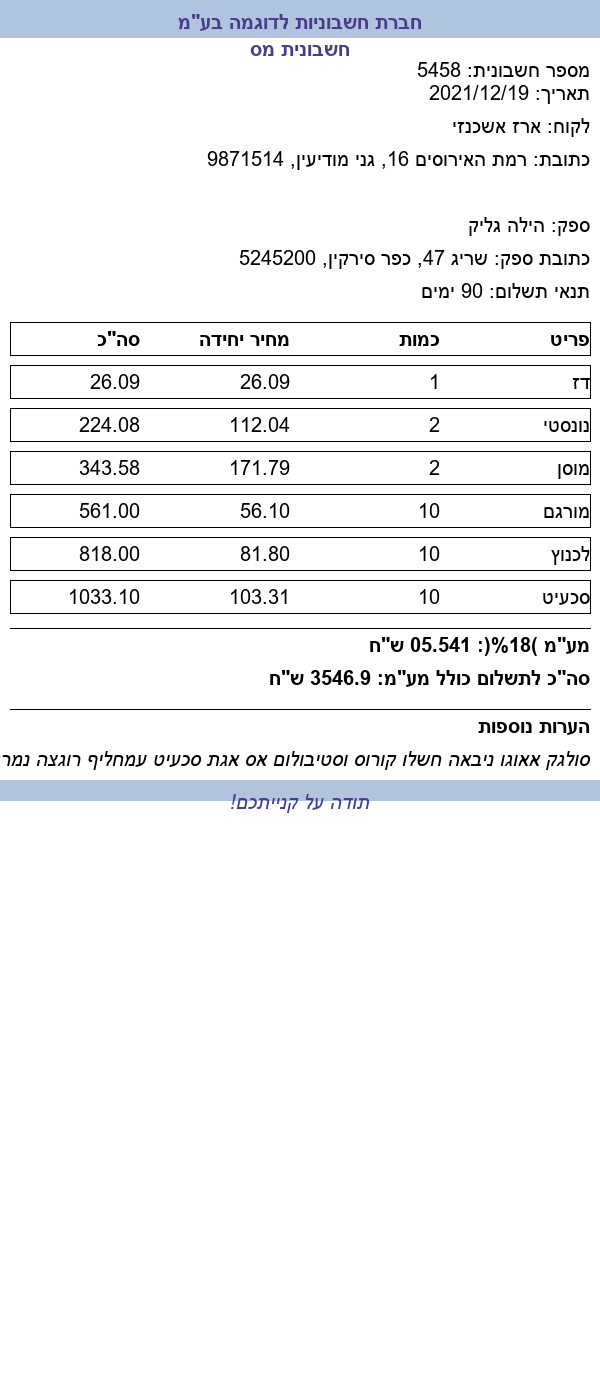 חברת חשבוניות לדוגמה בע"מ
חשבונית מס
מספר חשבונית: 5458
תאריך: 2021/12/19
לקוח: ארז אשכנזי
כתובת: רמת האירוסים 16, גני מודיעין, 9871514
ספק: הילה גליק
כתובת ספק: שריג 47, כפר סירקין, 5245200
תנאי תשלום: 90 ימים
פריט כמות מחיר יחידה סה"כ
דז 1 26.09 26.09
נונסטי 2 112.04 224.08
מוסן 2 171.79 343.58
מורגם 10 56.10 561.00
לכנוץ 10 81.80 818.00
סכעיט 10 103.31 1033.10
מע"מ )18%(: 05.541 ש"ח
סה"כ לתשלום כולל מע"מ: 3546.9 ש"ח
הערות נוספות
סולגק אאוגו ניבאה חשלו קורוס וסטיבולום אס אגת סכעיט עמחליף רוגצה נמר
תודה על קנייתכם!